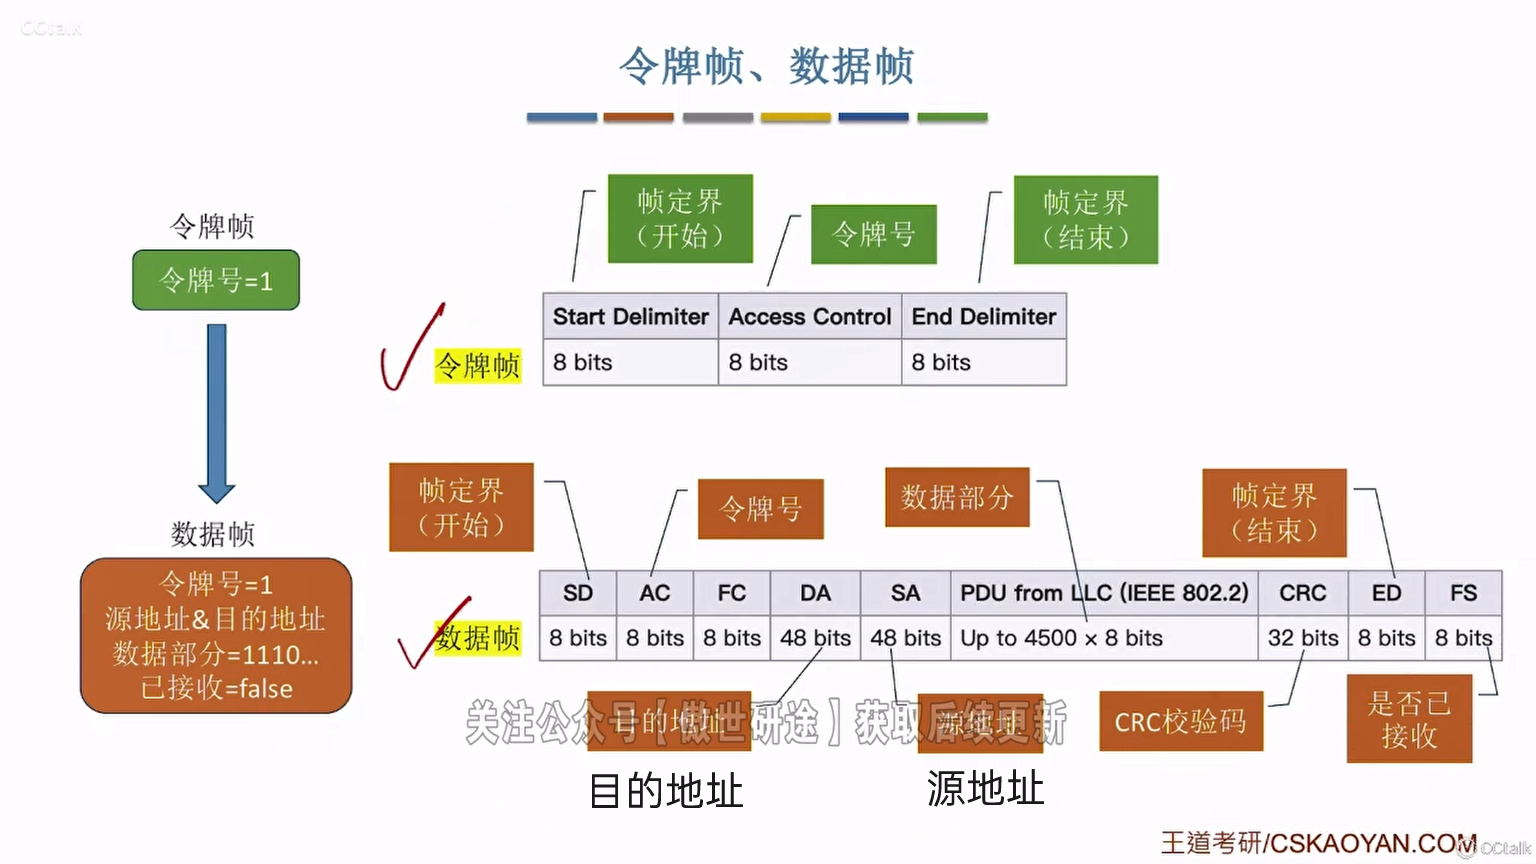 CCtalk
令牌帧、数据帧
令牌帧
令牌号=1
数据帧
令牌号=1
源地址&目的地址
数据部分=1110...
已接收=false
帧定界
（开始）
令牌号
帧定界
（结束）
Start Delimiter Access Control End Delimiter
令牌帧 8 bits 8 bits 8 bits
帧定界
（开始）
令牌号
数据部分
帧定界
（结束）
SD AC FC DA SA PDU from LLC (IEEE 802.2) CRC ED FS
数据帧 8 bits 8 bits 8 bits 48 bits 48 bits Up to 4500 × 8 bits 32 bits 8 bits 8 bits
目的地址
源地址
CRC校验码
是否已
接收
关注公众号【傲世研途】获取后续更新
目的地址 源地址
王道考研/CSKAOYAN.COM
CCtalk